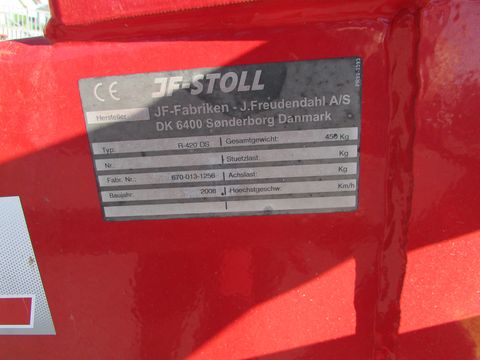 CE JF-STOLL
Hersteller JF-Fabriken - J.Freudendahl A/S
DK 6400 Sønderborg Danmark
Typ: R-420 DS Gesamtgewicht: 450 Kg
Nr.: Stuetzlast: Kg
Fabr. Nr.: 670-013-1256 Achslast: Kg
Baujahr: 2008 Hoechstgeschw.: Km/h